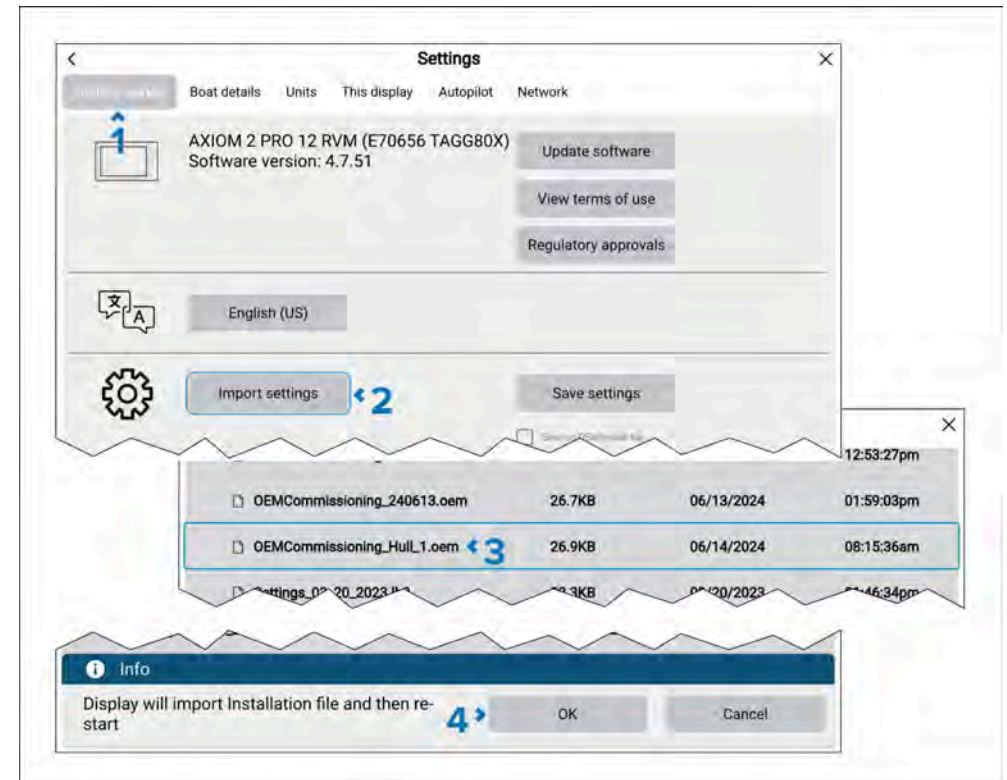 Settings
Boat details Units This display Autopilot Network
1
AXIOM 2 PRO 12 RVM (E70656 TAGG80X)
Software version: 4.7.51
Update software
View terms of use
Regulatory approvals
文 A
English (US)
Import settings
2
Save settings
12:53:27pm
OEMCommissioning_240613.oem 26.7KB 06/13/2024 01:59:03pm
OEMCommissioning_Hull_1.oem 3 26.9KB 06/14/2024 08:15:36am
i Info
Display will import Installation file and then re-
start
4
OK
Cancel